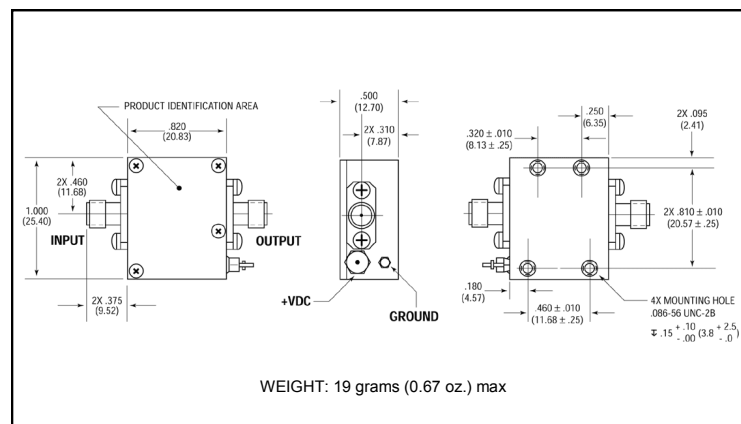 PRODUCT IDENTIFICATION AREA
.820
(20.83)
2X .460
(11.68)
1.000
(25.40)
INPUT
OUTPUT
2X .375
(9.52)
.500
(12.70)
2X .310
(7.87)
+VDC
GROUND
.320 ± .010
(8.13 ± .25)
.250
(6.35)
2X .095
(2.41)
2X .810 ± .010
(20.57 ± .25)
.180
(4.57)
.460 ± .010
(11.68 ± .25)
4X MOUNTING HOLE
.086-56 UNC-2B
↧ .15 + .10 - .00 (3.8 + 2.5 - .0 )
WEIGHT: 19 grams (0.67 oz.) max